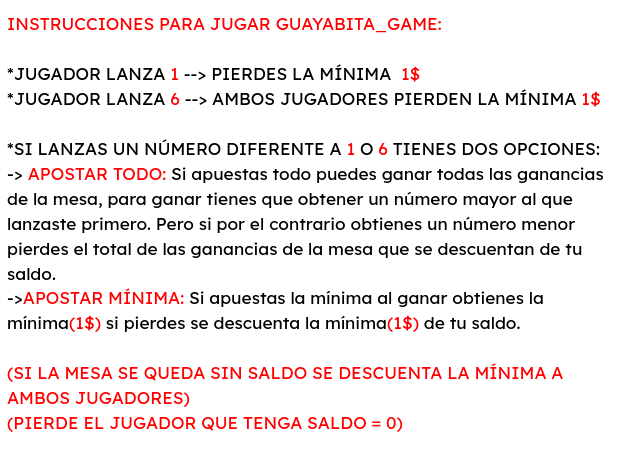 INSTRUCCIONES PARA JUGAR GUAYABITA_GAME:
*JUGADOR LANZA 1 --> PIERDES LA MÍNIMA 1$
*JUGADOR LANZA 6 --> AMBOS JUGADORES PIERDEN LA MÍNIMA 1$
*SI LANZAS UN NÚMERO DIFERENTE A 1 O 6 TIENES DOS OPCIONES:
-> APOSTAR TODO: Si apuestas todo puedes ganar todas las ganancias
de la mesa, para ganar tienes que obtener un número mayor al que
lanzaste primero. Pero si por el contrario obtienes un número menor
pierdes el total de las ganancias de la mesa que se descuentan de tu
saldo.
->APOSTAR MÍNIMA: Si apuestas la mínima al ganar obtienes la
mínima(1$) si pierdes se descuenta la mínima(1$) de tu saldo.
(SI LA MESA SE QUEDA SIN SALDO SE DESCUENTA LA MÍNIMA A
AMBOS JUGADORES)
(PIERDE EL JUGADOR QUE TENGA SALDO = 0)